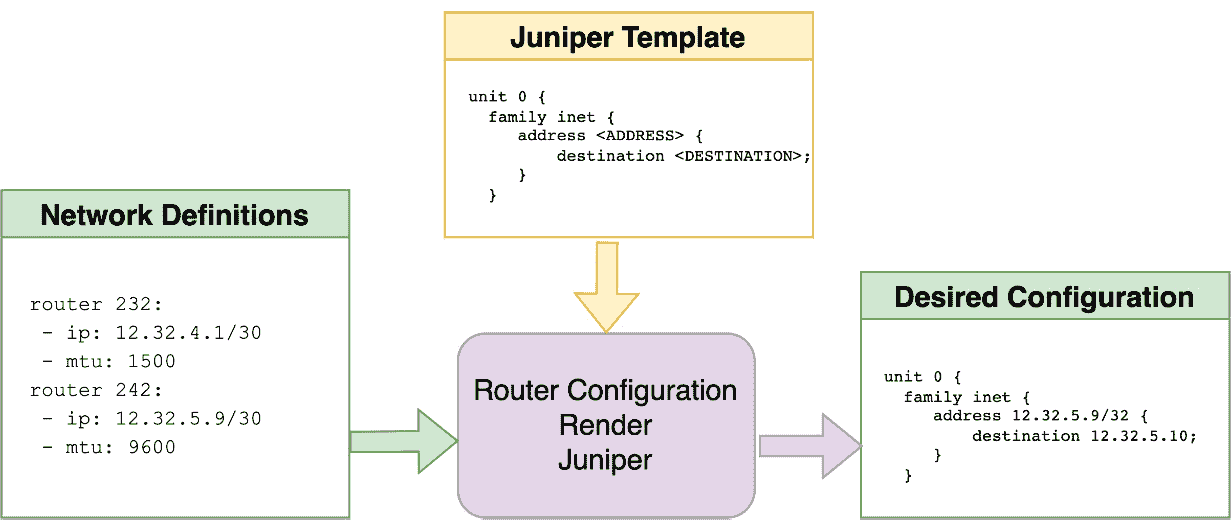 Juniper Template
unit 0 {
family inet {
address <ADDRESS> {
destination <DESTINATION>;
}
}
Network Definitions
router 232:
- ip: 12.32.4.1/30
- mtu: 1500
router 242:
- ip: 12.32.5.9/30
- mtu: 9600
Router Configuration
Render
Juniper
Desired Configuration
unit 0 {
family inet {
address 12.32.5.9/32 {
destination 12.32.5.10;
}
}